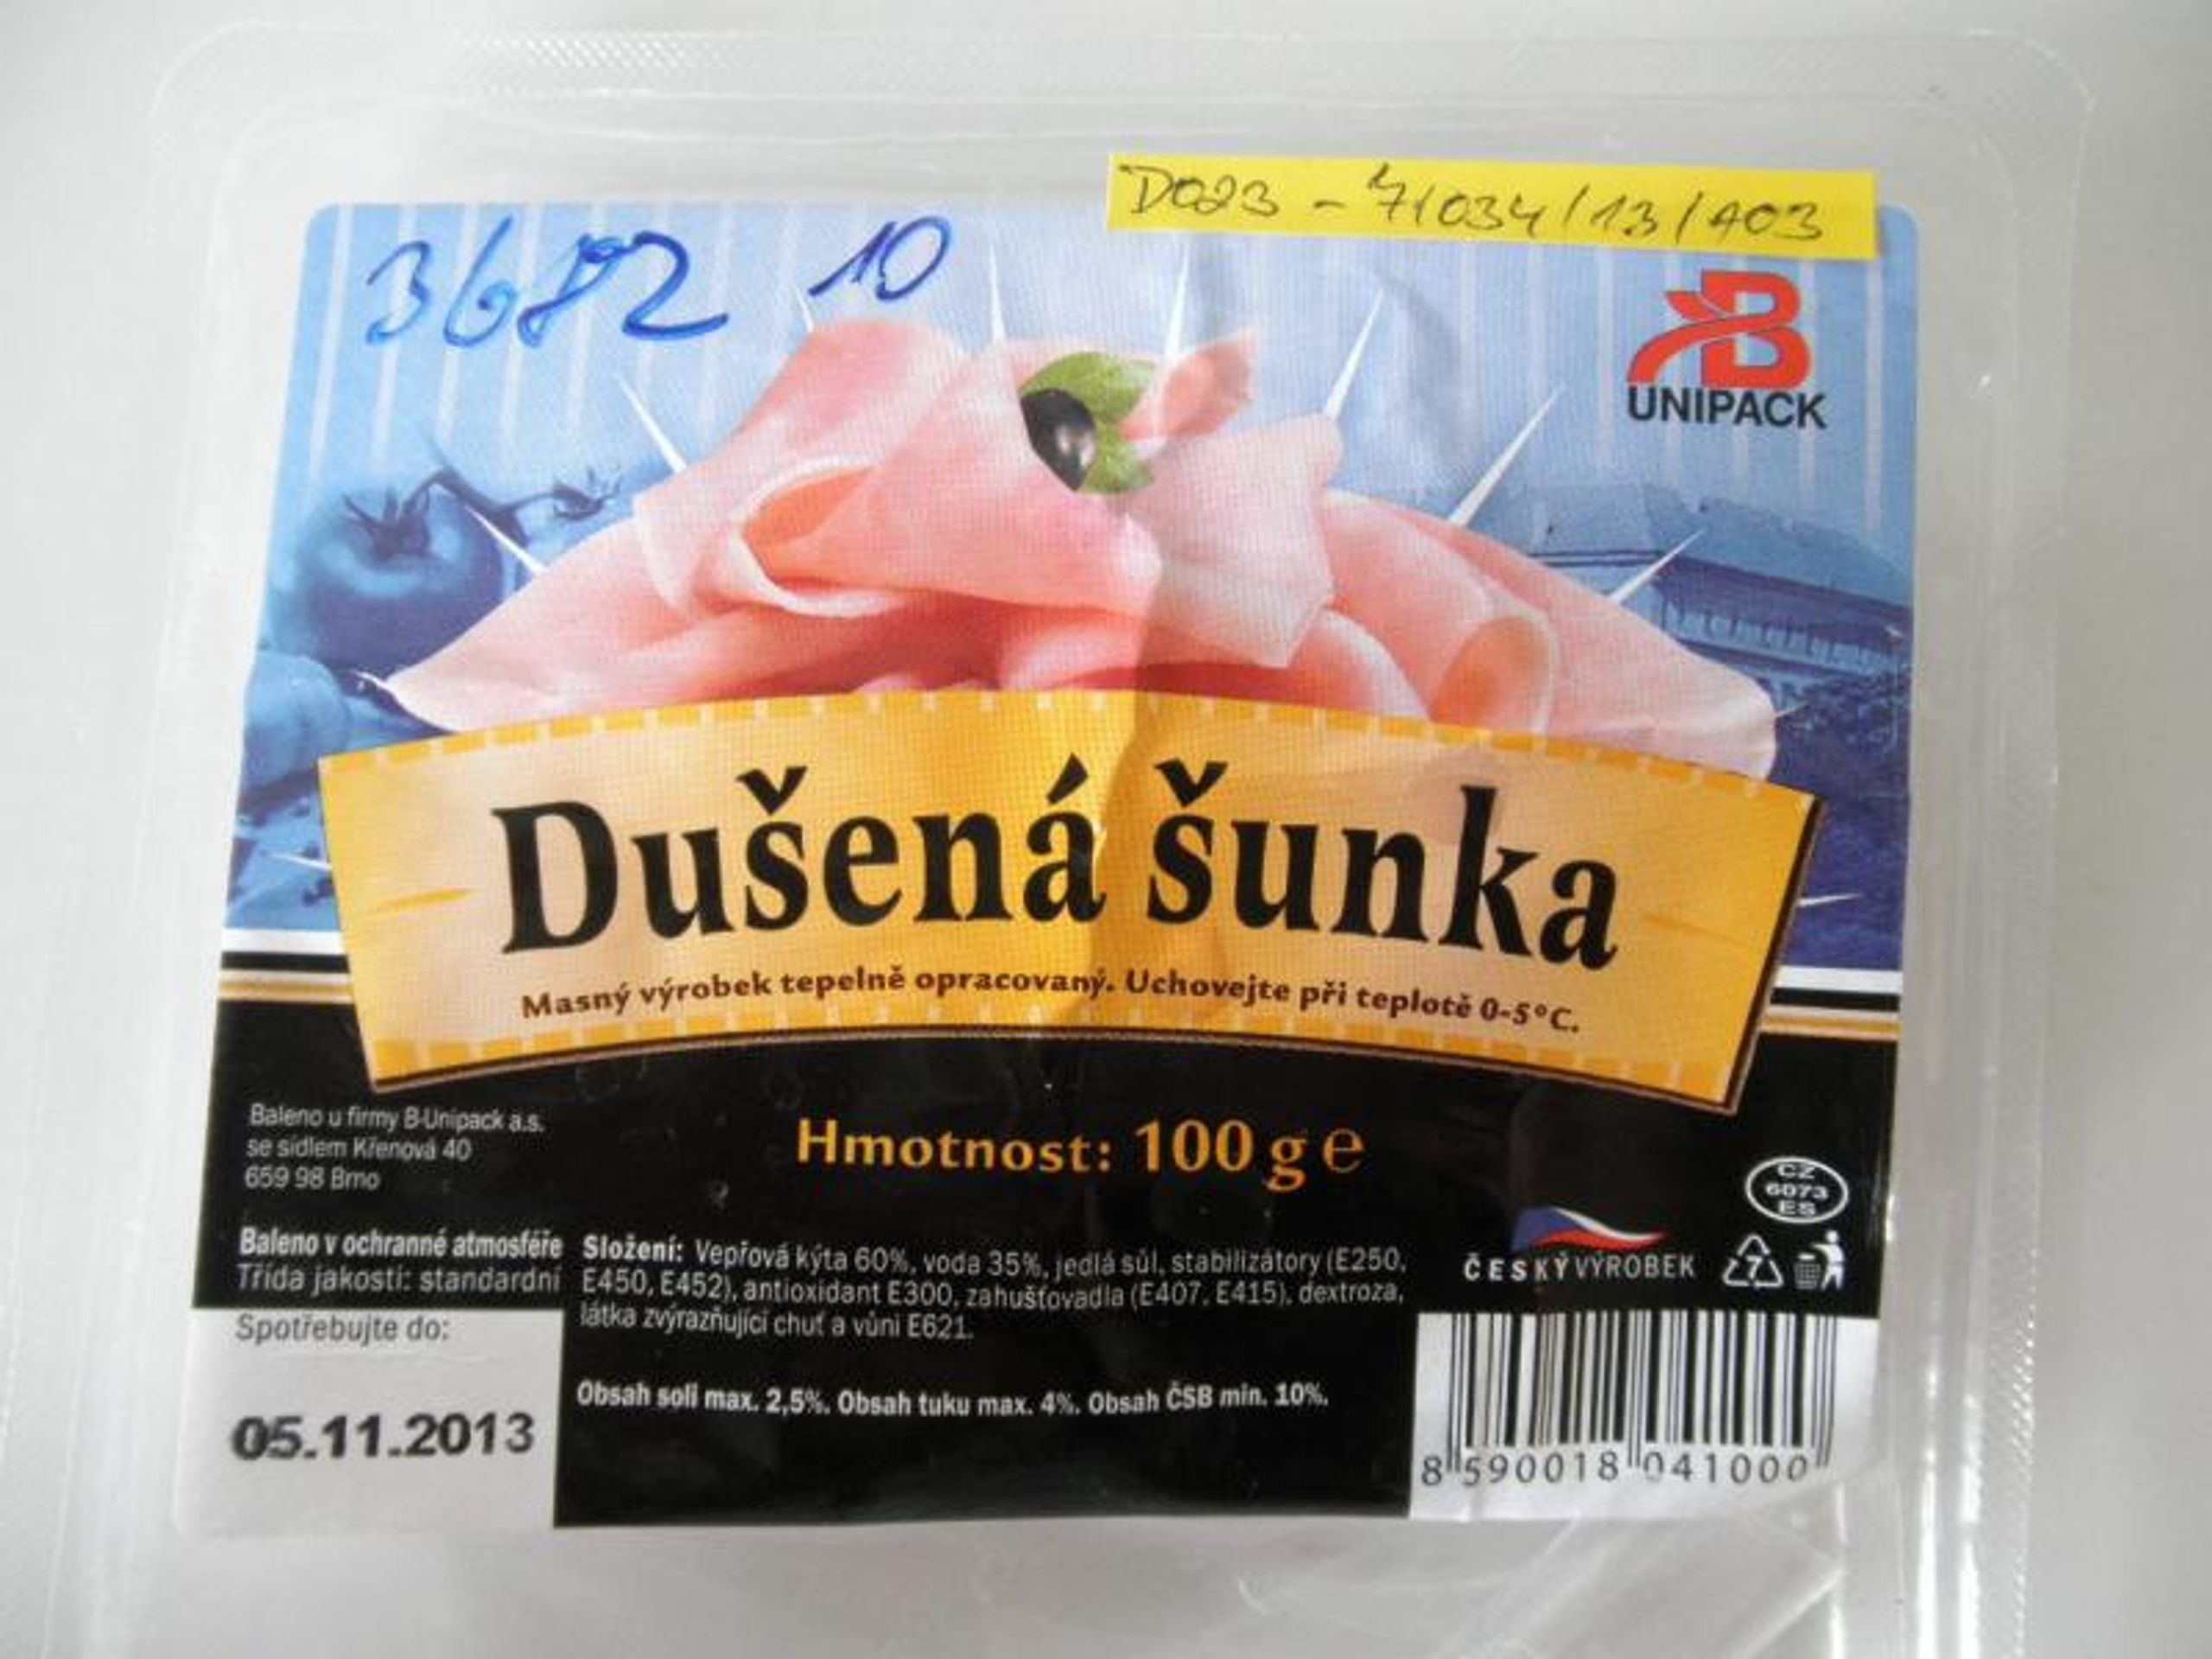 D023 - 71034/13/A03
3682 10
B
UNIPACK
Dušená šunka
Masný výrobek tepelně opracovaný. Uchovejte při teplotě 0-5°C.
Baleno u firmy B-Unipack a.s.
se sídlem Křenová 40
659 98 Brno
Hmotnost: 100 g e
CZ
6073
ES
Baleno v ochranné atmosféře
Třída jakosti: standardní
Složení: Vepřová kýta 60%, voda 35%, jedlá sůl, stabilizátory (E250,
E450, E452), antioxidant E300, zahušťovadla (E407, E415), dextroza,
látka zvýrazňující chuť a vůni E621.
ČESKÝ VÝROBEK
7
Spotřebujte do:
05.11.2013
Obsah soli max. 2,5%. Obsah tuku max. 4%. Obsah ČSB min. 10%.
8 590018 041000